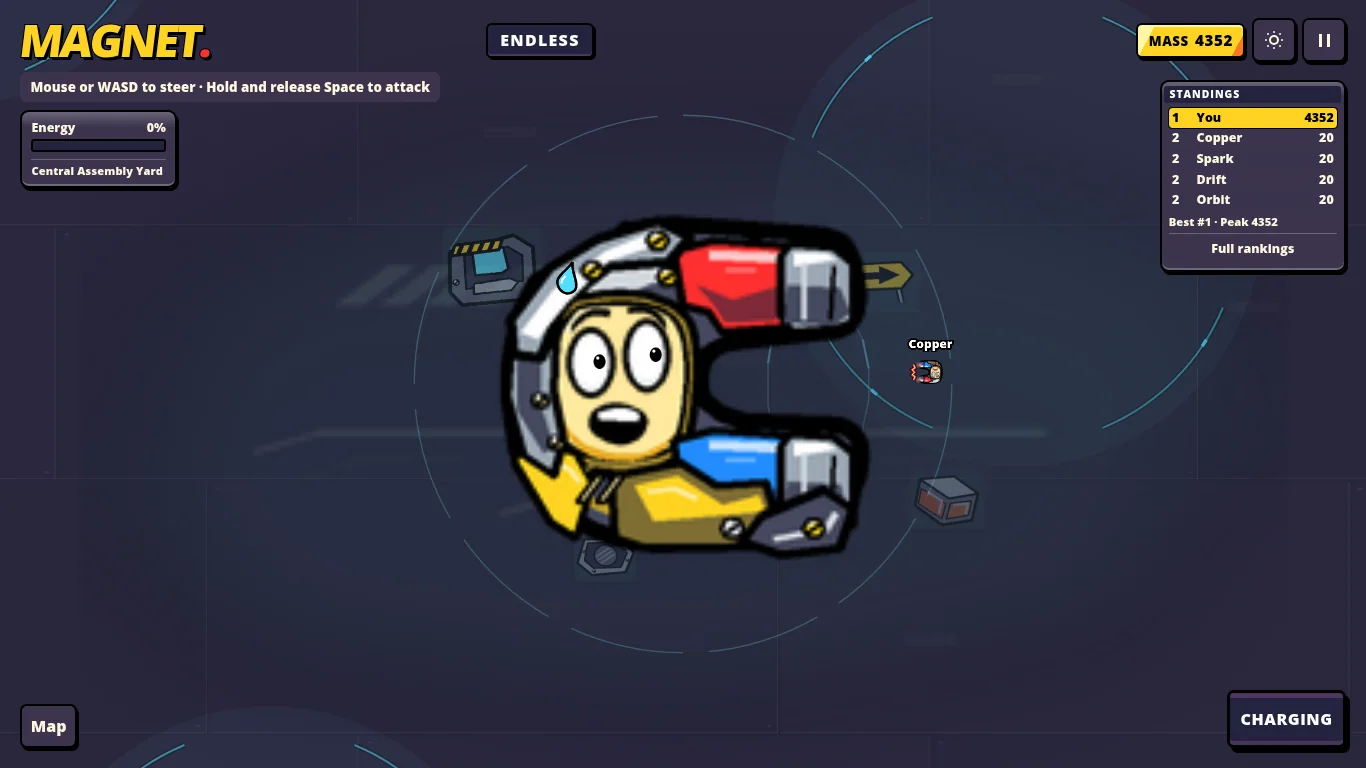 MAGNET.
ENDLESS
MASS 4352
Mouse or WASD to steer · Hold and release Space to attack
Energy 0%
Central Assembly Yard
STANDINGS
1 You 4352
2 Copper 20
2 Spark 20
2 Drift 20
2 Orbit 20
Best #1 · Peak 4352
Full rankings
Copper
Map
CHARGING